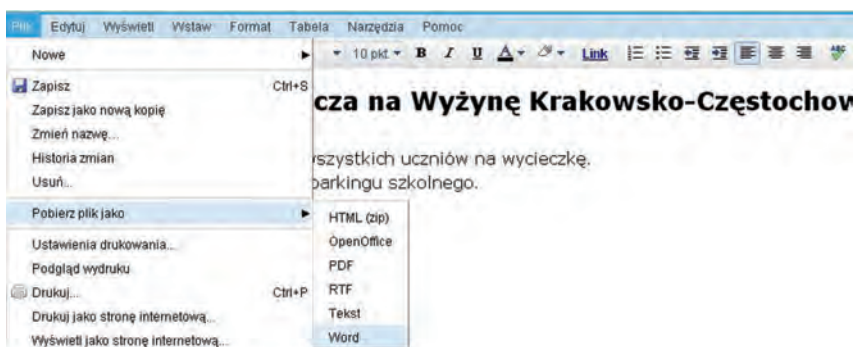 Plik Edytuj Wyświetl Wstaw Format Tabela Narzędzia Pomoc
10 pkt B I U A Link
Nowe
Zapisz Ctrl+S
Zapisz jako nową kopię
Zmień nazwę...
Historia zmian
Usuń...
Pobierz plik jako
Ustawienia drukowania...
Podgląd wydruku
Drukuj... Ctrl+P
Drukuj jako stronę internetową...
Wyświetl jako stronę internetową...
HTML (zip)
OpenOffice
PDF
RTF
Tekst
Word
cza na Wyżynę Krakowsko-Częstochow
wszystkich uczniów na wycieczkę.
parkingu szkolnego.